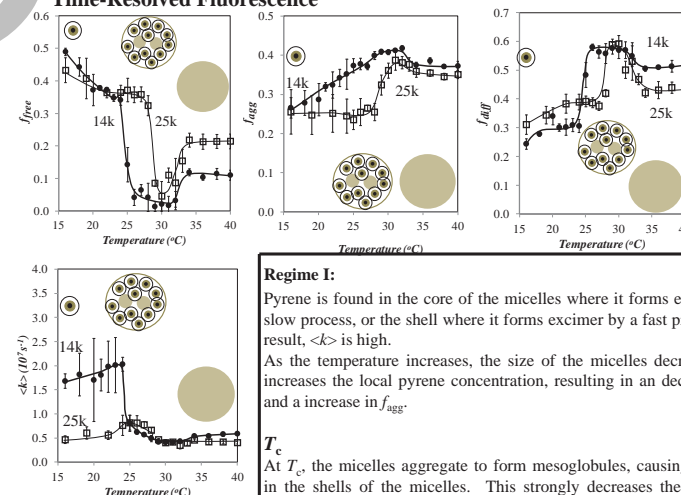 Time-Resolved Fluorescence
0.6
0.5
0.4
0.3
0.2
0.1
0.0
f_free
14k
25k
15 20 25 30 35 40
Temperature (°C)
0.5
0.4
0.3
0.2
0.1
0.0
f_agg
14k
25k
15 20 25 30 35 40
Temperature (°C)
0.7
0.6
0.5
0.4
0.3
0.2
0.1
0.0
f_diff
14k
25k
15 20 25 30 35 40
Temperature (°C)
4.0
3.5
3.0
2.5
2.0
1.5
1.0
0.5
0.0
<k> (10⁷s⁻¹)
14k
25k
15 20 25 30 35 40
Temperature (°C)
Regime I:
Pyrene is found in the core of the micelles where it forms
slow process, or the shell where it forms excimer by a fast
result, <k> is high.
As the temperature increases, the size of the micelles
increases the local pyrene concentration, resulting in an
and a increase in f_agg.
T_c
At T_c, the micelles aggregate to form mesoglobules, causing
in the shells of the micelles. This strongly decreases the